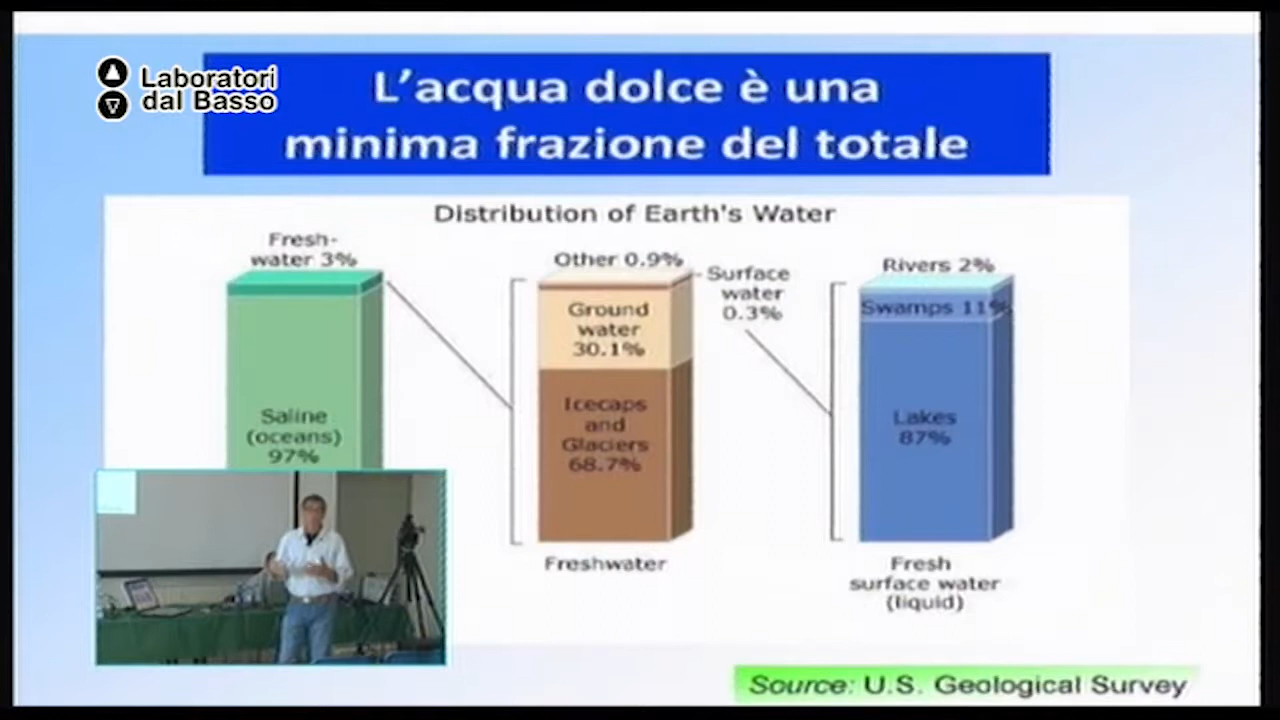 Laboratori
dal Basso
L'acqua dolce è una
minima frazione del totale
Distribution of Earth's Water
Fresh-
water 3%
Saline
(oceans)
97%
Other 0.9%
Surface
water
0.3%
Ground
water
30.1%
Icecaps
and
Glaciers
68.7%
Freshwater
Rivers 2%
Swamps 11%
Lakes
87%
Fresh
surface water
(liquid)
Source: U.S. Geological Survey